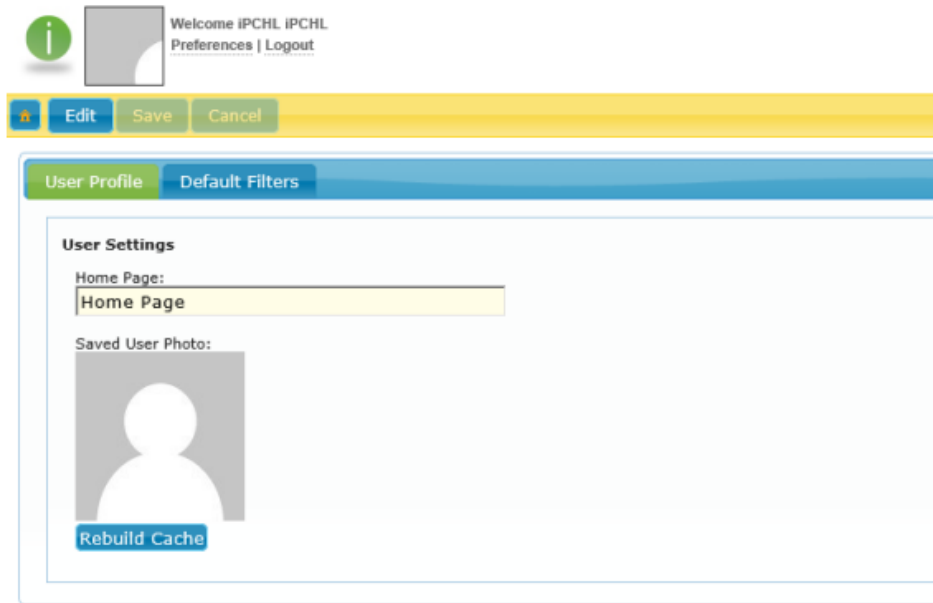 i
Welcome iPCHL iPCHL
Preferences | Logout
Edit Save Cancel
User Profile Default Filters
User Settings
Home Page:
Home Page
Saved User Photo:
Rebuild Cache